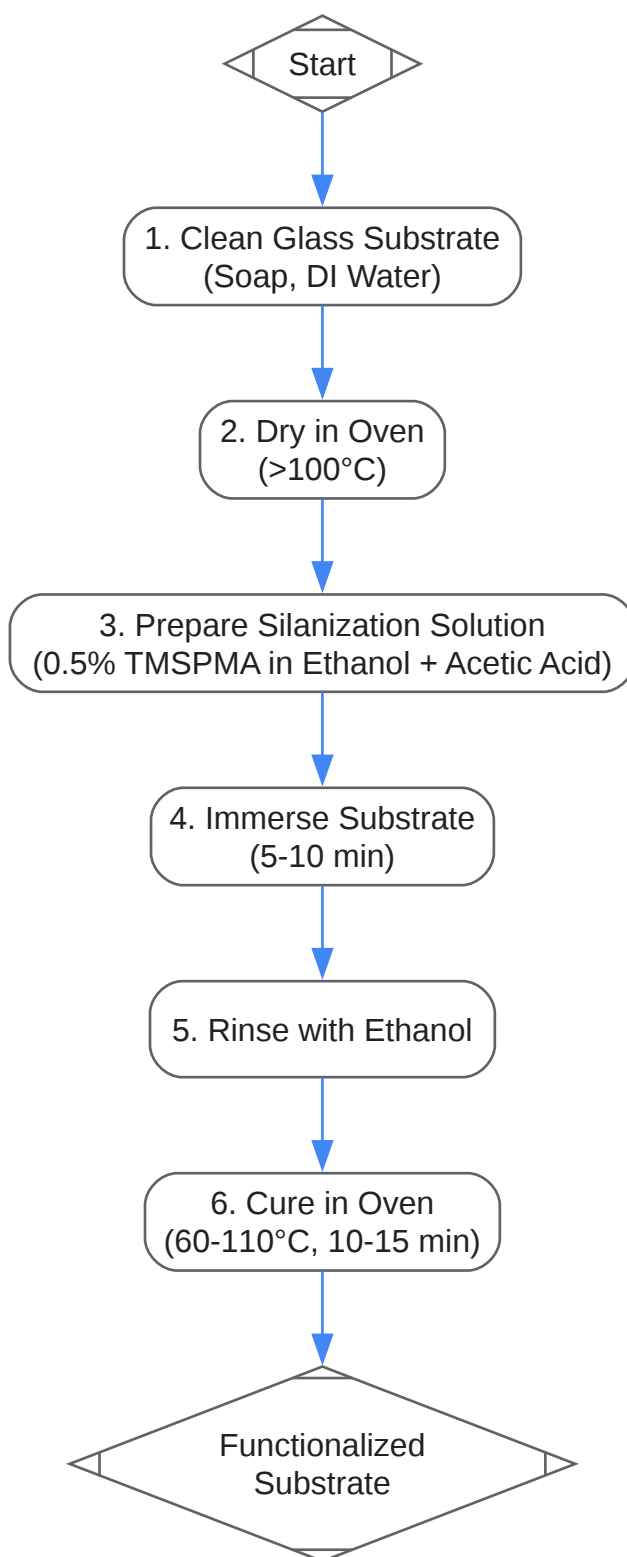 Start
1. Clean Glass Substrate
(Soap, DI Water)
2. Dry in Oven
(>100°C)
3. Prepare Silanization Solution
(0.5% TMSPMA in Ethanol + Acetic Acid)
4. Immerse Substrate
(5-10 min)
5. Rinse with Ethanol
6. Cure in Oven
(60-110°C, 10-15 min)
Functionalized
Substrate